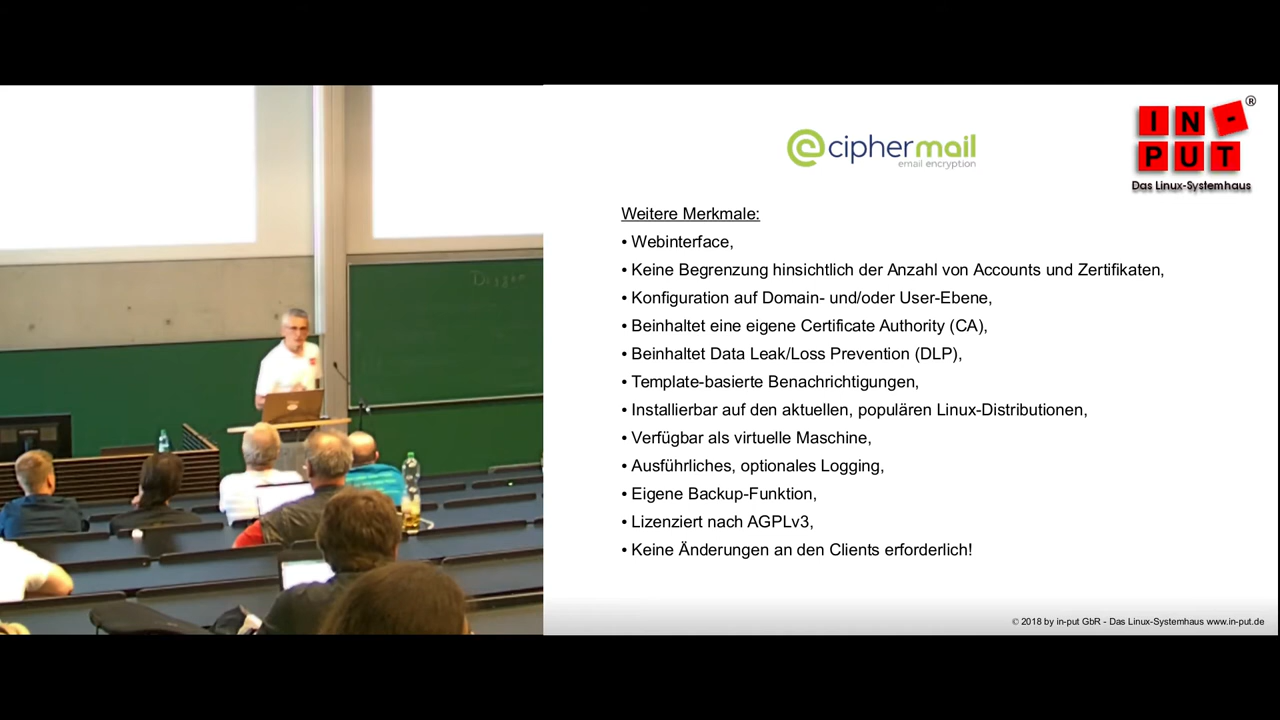 ciphermail
email encryption
IN-
PUT
®
Das Linux-Systemhaus
Weitere Merkmale:
• Webinterface,
• Keine Begrenzung hinsichtlich der Anzahl von Accounts und Zertifikaten,
• Konfiguration auf Domain- und/oder User-Ebene,
• Beinhaltet eine eigene Certificate Authority (CA),
• Beinhaltet Data Leak/Loss Prevention (DLP),
• Template-basierte Benachrichtigungen,
• Installierbar auf den aktuellen, populären Linux-Distributionen,
• Verfügbar als virtuelle Maschine,
• Ausführliches, optionales Logging,
• Eigene Backup-Funktion,
• Lizenziert nach AGPLv3,
• Keine Änderungen an den Clients erforderlich!
© 2018 by in-put GbR - Das Linux-Systemhaus www.in-put.de